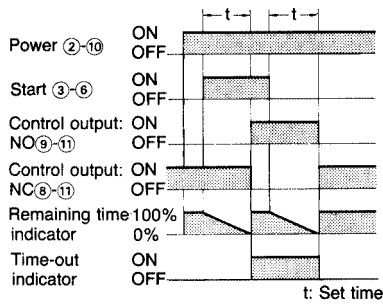 t t
Power ②-⑩ ON
OFF
Start ③-⑥ ON
OFF
Control output: ON
NO⑨-⑪ OFF
Control output: ON
NC⑧-⑪ OFF
Remaining time 100%
indicator 0%
Time-out ON
indicator OFF
t: Set time